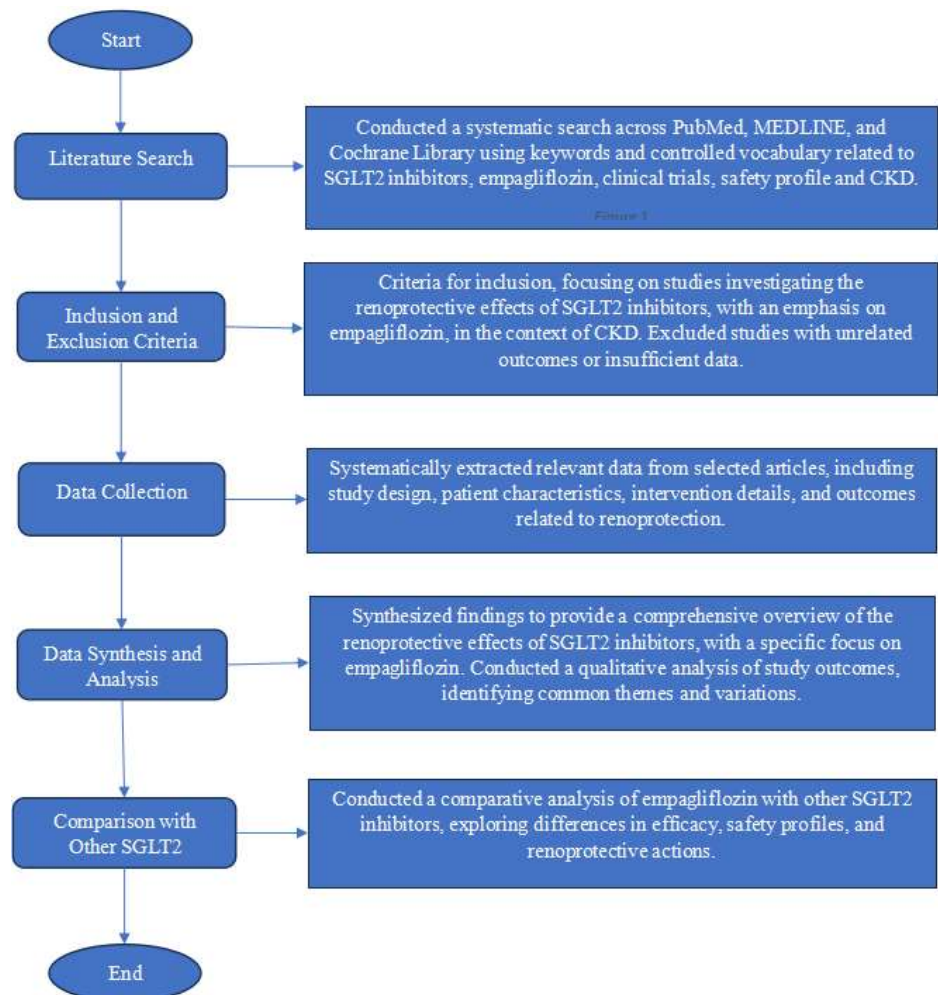 Start
Literature Search
Conducted a systematic search across PubMed, MEDLINE, and
Cochrane Library using keywords and controlled vocabulary related to
SGLT2 inhibitors, empagliflozin, clinical trials, safety profile and CKD.
Figure 1
Inclusion and
Exclusion Criteria
Criteria for inclusion, focusing on studies investigating the
renoprotective effects of SGLT2 inhibitors, with an emphasis on
empagliflozin, in the context of CKD. Excluded studies with unrelated
outcomes or insufficient data.
Data Collection
Systematically extracted relevant data from selected articles, including
study design, patient characteristics, intervention details, and outcomes
related to renoprotection.
Data Synthesis and
Analysis
Synthesized findings to provide a comprehensive overview of the
renoprotective effects of SGLT2 inhibitors, with a specific focus on
empagliflozin. Conducted a qualitative analysis of study outcomes,
identifying common themes and variations.
Comparison with
Other SGLT2
Conducted a comparative analysis of empagliflozin with other SGLT2
inhibitors, exploring differences in efficacy, safety profiles, and
renoprotective actions.
End